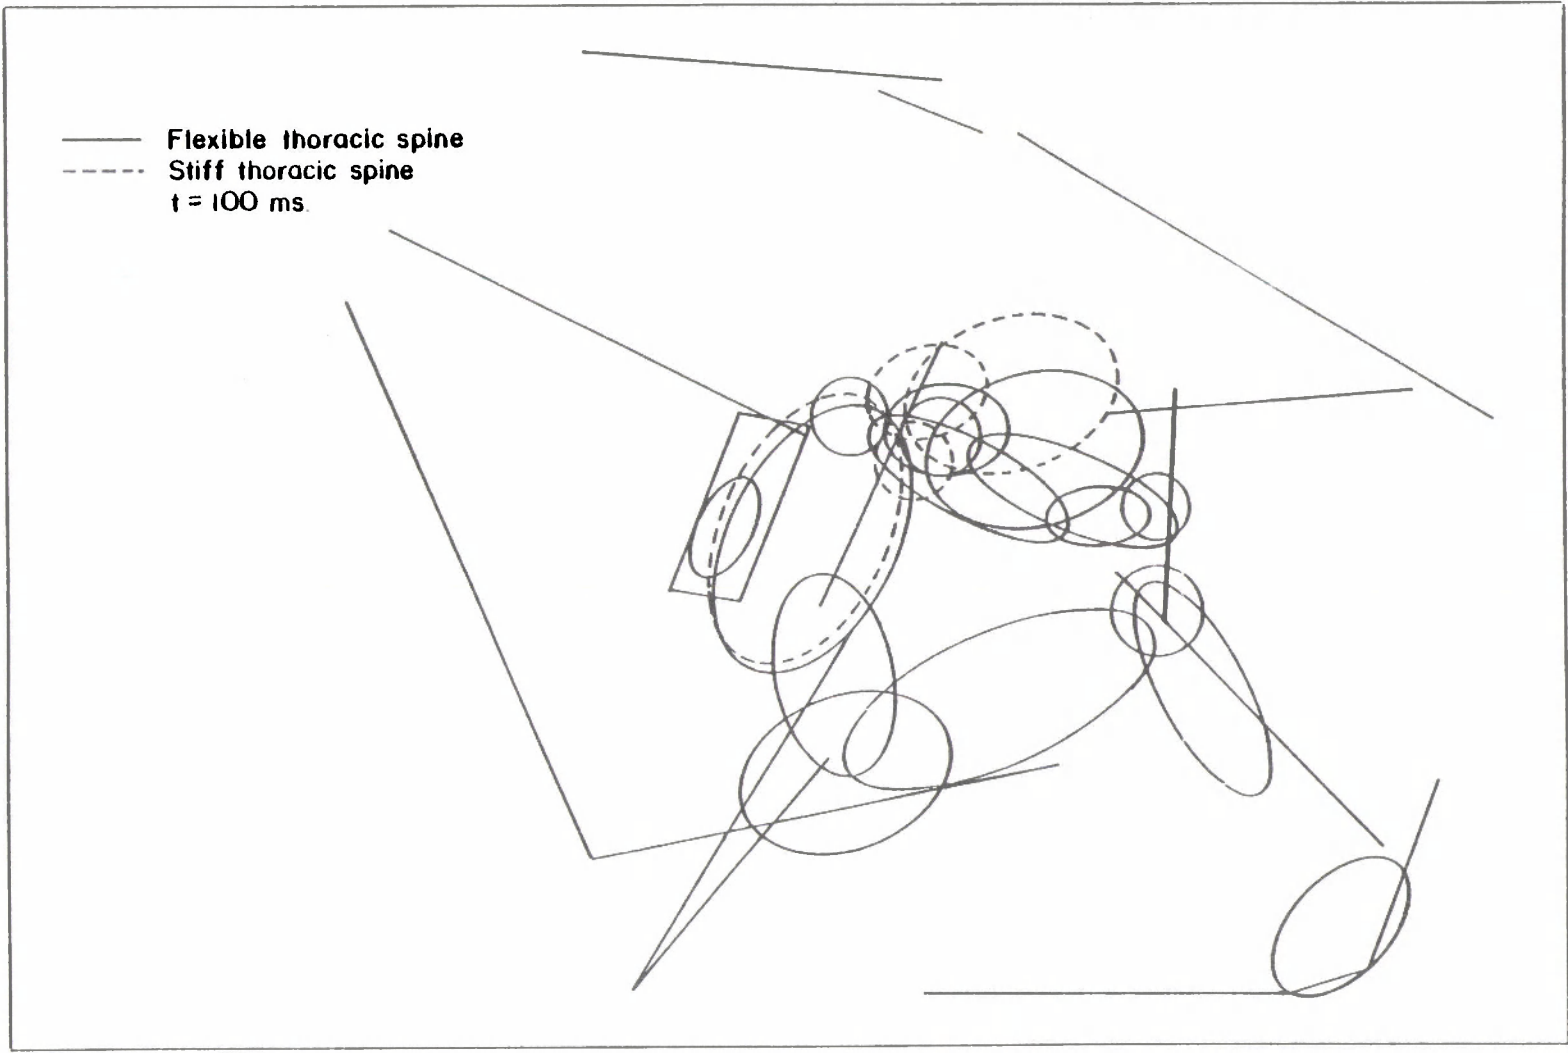 Flexible thoracic spine
Stiff thoracic spine
t = 100 ms.